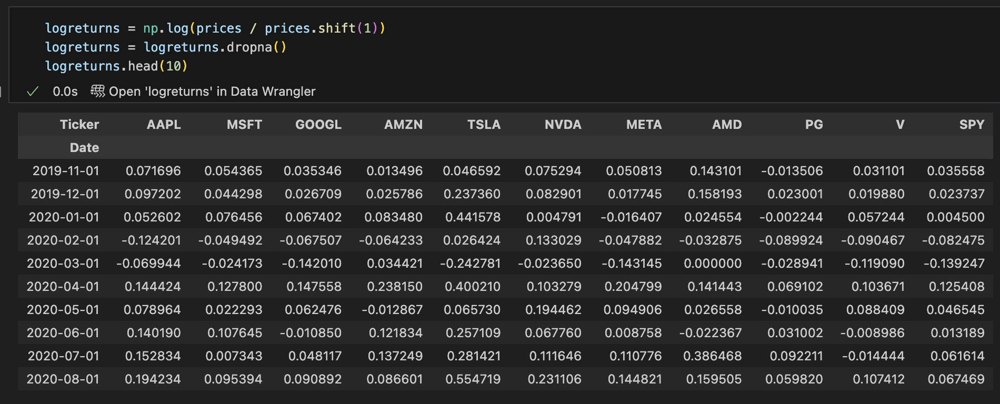 logreturns = np.log(prices / prices.shift(1))
logreturns = logreturns.dropna()
logreturns.head(10)
0.0s Open 'logreturns' in Data Wrangler
Ticker AAPL MSFT GOOGL AMZN TSLA NVDA META AMD PG V SPY
Date
2019-11-01 0.071696 0.054365 0.035346 0.013496 0.046592 0.075294 0.050813 0.143101 -0.013506 0.031101 0.035558
2019-12-01 0.097202 0.044298 0.026709 0.025786 0.237360 0.082901 0.017745 0.158193 0.023001 0.019880 0.023737
2020-01-01 0.052602 0.076456 0.067402 0.083480 0.441578 0.004791 -0.016407 0.024554 -0.002244 0.057244 0.004500
2020-02-01 -0.124201 -0.049492 -0.067507 -0.064233 0.026424 0.133029 -0.047882 -0.032875 -0.089924 -0.090467 -0.082475
2020-03-01 -0.069944 -0.024173 -0.142010 0.034421 -0.242781 -0.023650 -0.143145 0.000000 -0.028941 -0.119090 -0.139247
2020-04-01 0.144424 0.127800 0.147558 0.238150 0.400210 0.103279 0.204799 0.141443 0.069102 0.103671 0.125408
2020-05-01 0.078964 0.022293 0.062476 -0.012867 0.065730 0.194462 0.094906 0.026558 -0.010035 0.088409 0.046545
2020-06-01 0.140190 0.107645 -0.010850 0.121834 0.257109 0.067760 0.008758 -0.022367 0.031002 -0.008986 0.013189
2020-07-01 0.152834 0.007343 0.048117 0.137249 0.281421 0.111646 0.110776 0.386468 0.092211 -0.014444 0.061614
2020-08-01 0.194234 0.095394 0.090892 0.086601 0.554719 0.231106 0.144821 0.159505 0.059820 0.107412 0.067469